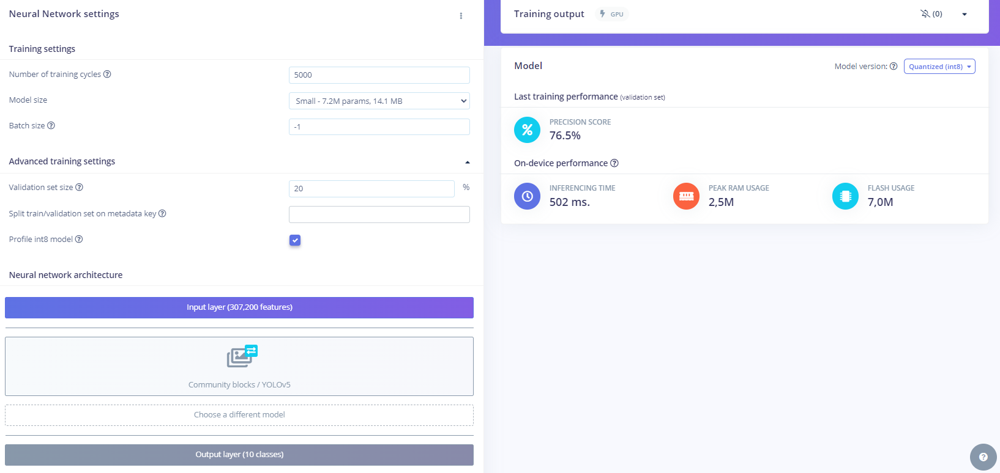 Neural Network settings
Training settings
Number of training cycles
5000
Model size
Small - 7.2M params, 14.1 MB
Batch size
-1
Advanced training settings
Validation set size
20
%
Split train/validation set on metadata key
Profile int8 model
Neural network architecture
Input layer (307,200 features)
Community blocks / YOLOv5
Choose a different model
Output layer (10 classes)
Training output
GPU
(0)
Model
Model version:
Quantized (int8)
Last training performance (validation set)
%
PRECISION SCORE
76.5%
On-device performance
INFERENCING TIME
502 ms.
PEAK RAM USAGE
2,5M
FLASH USAGE
7,0M